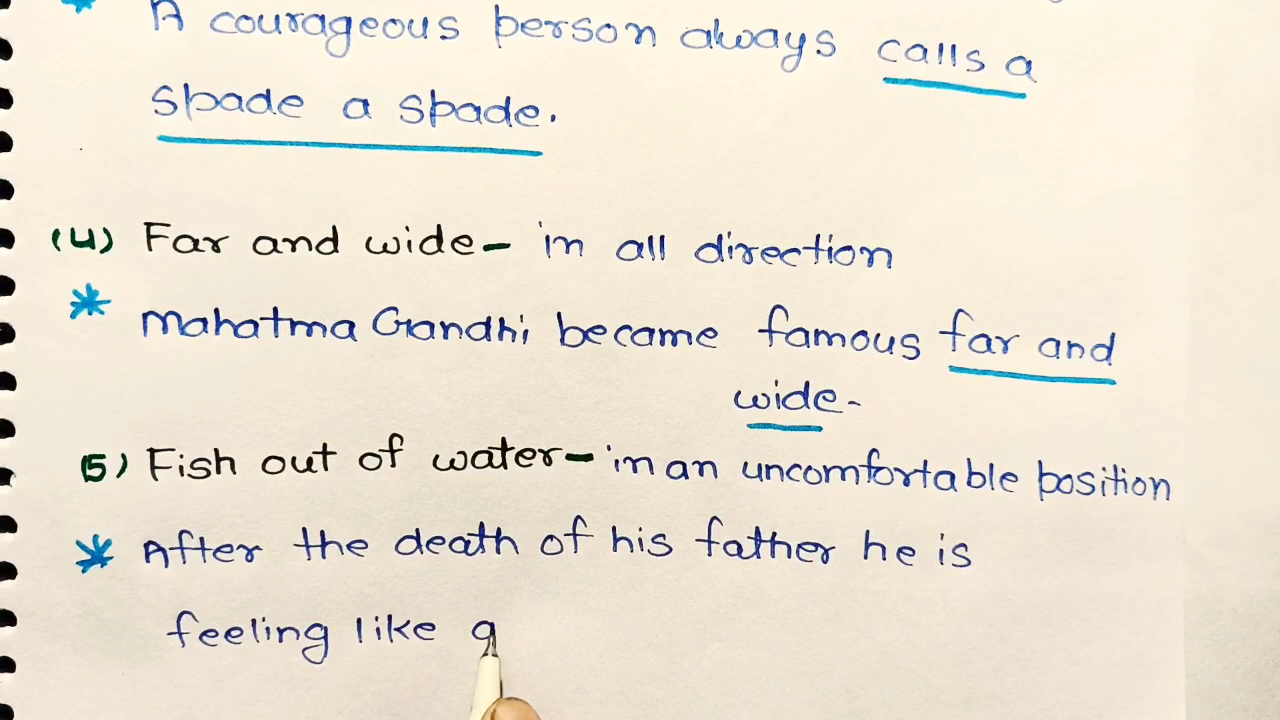 A courageous person always calls a
spade a spade.
(4) Far and wide- in all direction
* Mahatma Gandhi became famous far and
wide-
(5) Fish out of water- in an uncomfortable position
* After the death of his father he is
feeling like a